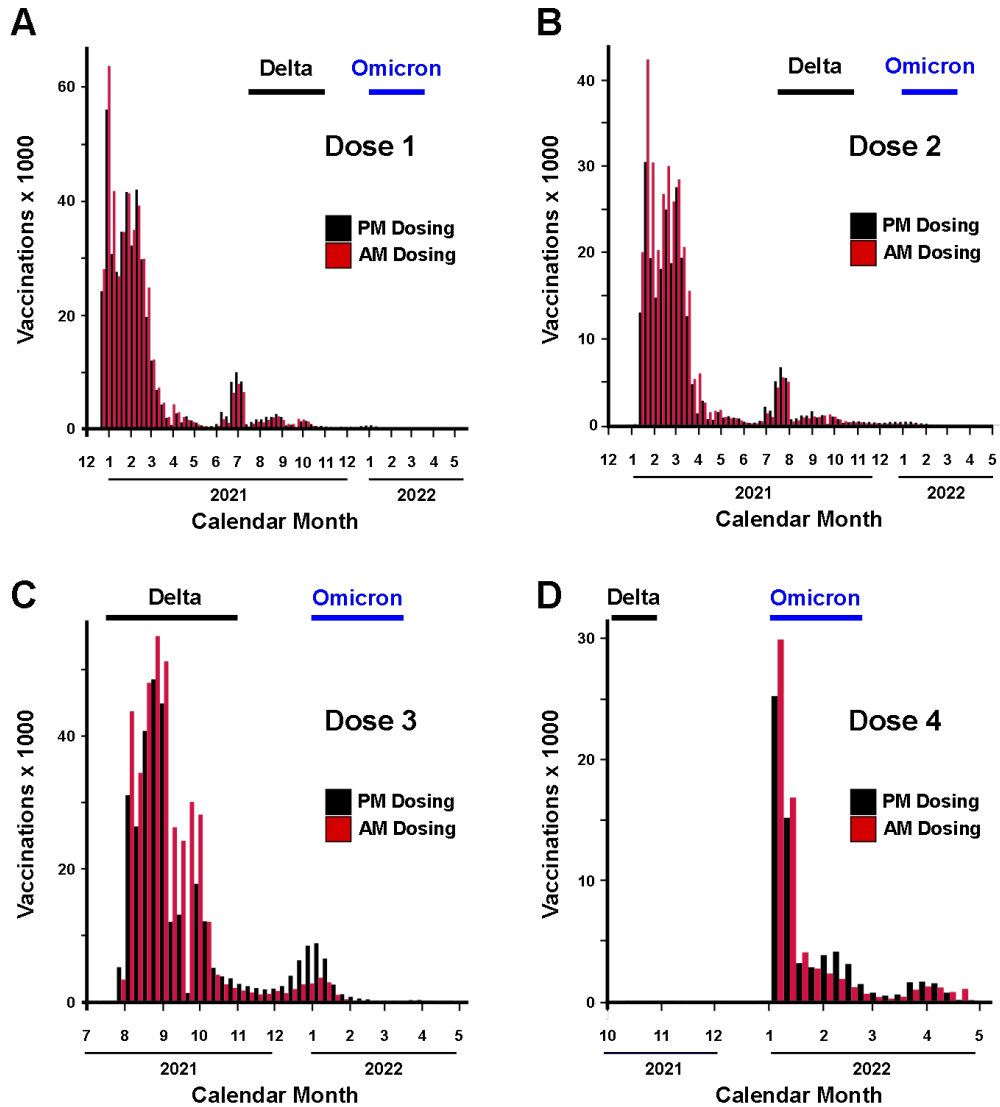 A
Delta
Omicron
Dose 1
PM Dosing
AM Dosing
Vaccinations x 1000
60
40
20
0
12 1 2 3 4 5 6 7 8 9 10 11 12 1 2 3 4 5
2021
2022
Calendar Month
B
Delta
Omicron
Dose 2
PM Dosing
AM Dosing
Vaccinations x 1000
40
30
20
10
0
12 1 2 3 4 5 6 7 8 9 10 11 12 1 2 3 4 5
2021
2022
Calendar Month
C
Delta
Omicron
Dose 3
PM Dosing
AM Dosing
Vaccinations x 1000
40
20
0
7 8 9 10 11 12 1 2 3 4 5
2021
2022
Calendar Month
D
Delta
Omicron
Dose 4
PM Dosing
AM Dosing
Vaccinations x 1000
30
20
10
0
10 11 12 1 2 3 4 5
2021
2022
Calendar Month